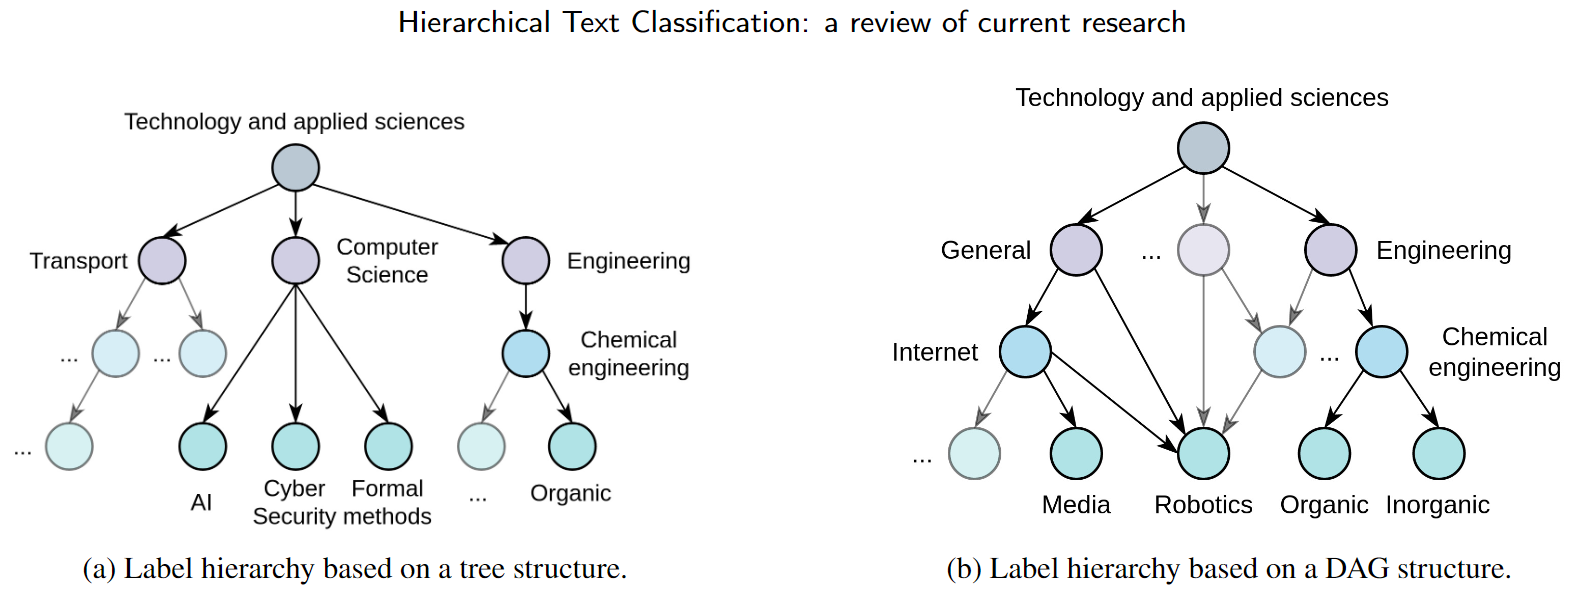 Hierarchical Text Classification: a review of current research
Technology and applied sciences
Transport
Computer
Science
Engineering
...
...
Chemical
engineering
...
AI
Cyber
Security
Formal
methods
...
Organic
(a) Label hierarchy based on a tree structure.
Technology and applied sciences
General
...
Engineering
Internet
...
Chemical
engineering
...
Media
Robotics
Organic
Inorganic
(b) Label hierarchy based on a DAG structure.